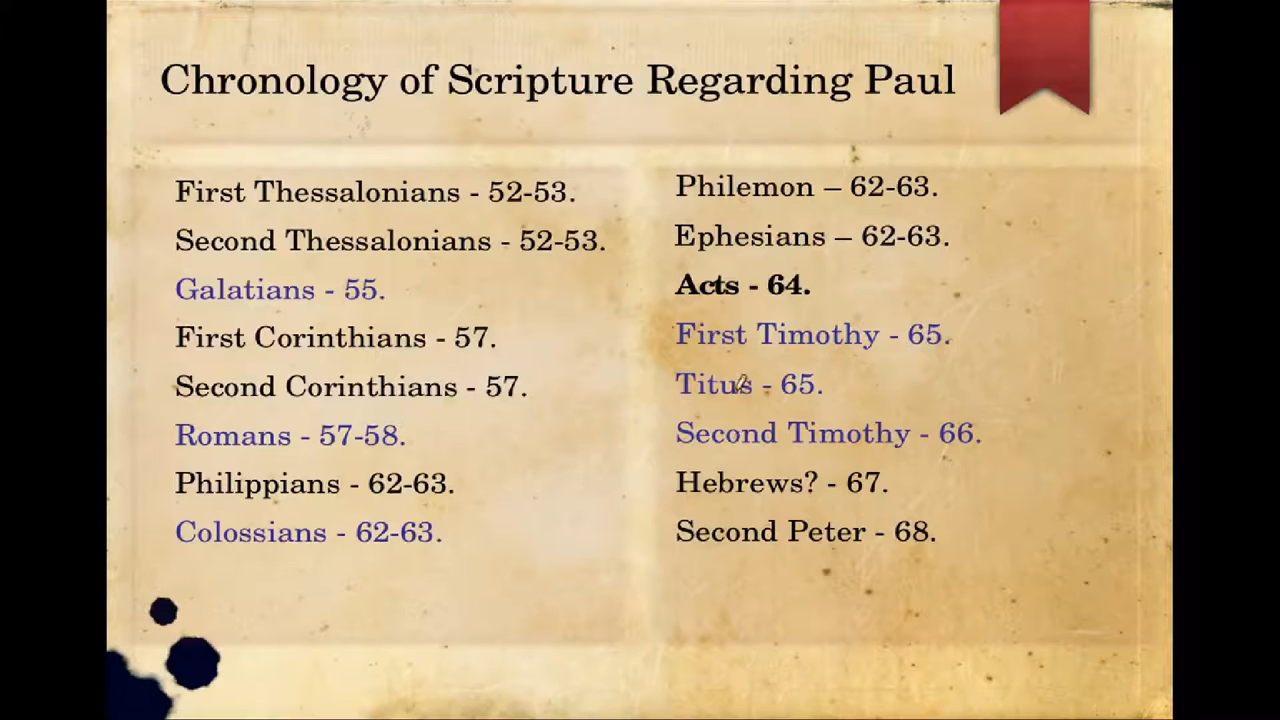 Chronology of Scripture Regarding Paul
First Thessalonians - 52-53.
Second Thessalonians - 52-53.
Galatians - 55.
First Corinthians - 57.
Second Corinthians - 57.
Romans - 57-58.
Philippians - 62-63.
Colossians - 62-63.
Philemon – 62-63.
Ephesians – 62-63.
Acts - 64.
First Timothy - 65.
Titus - 65.
Second Timothy - 66.
Hebrews? - 67.
Second Peter - 68.